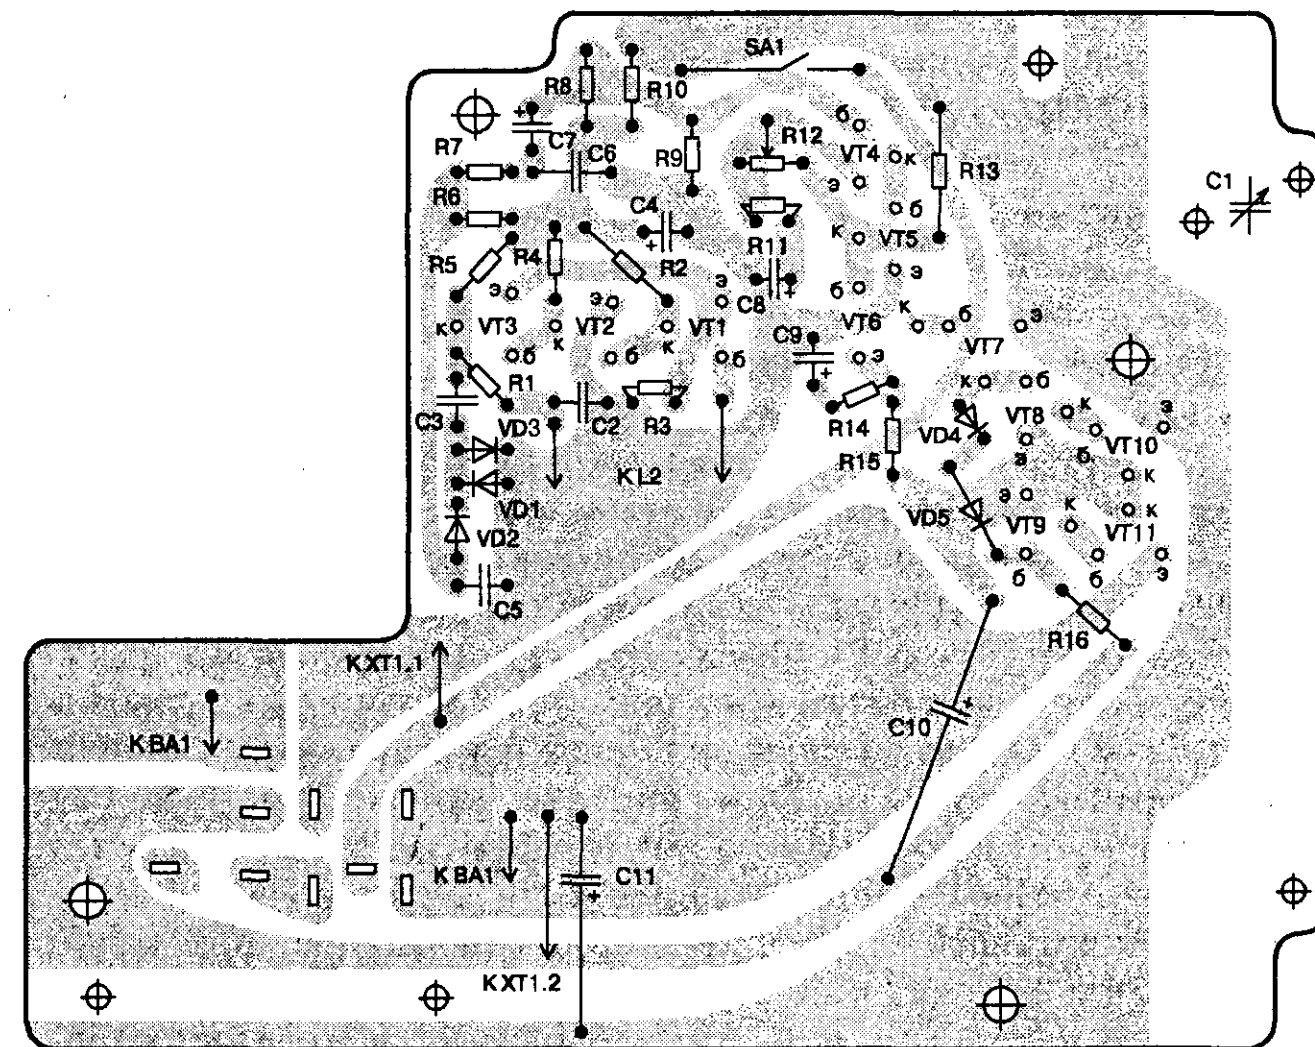 SA1
R8
R10
C7
C6
R7
R9
R12
б
VT4
к
R13
R6
C4
э
б
C1
R5
R4
R2
R11
к
VT5
э
э
э
э
C8
б
к
VT3
VT2
к
VT1
C9
VT6
к
б
э
VT7
б
к
б
б
э
R1
C3
VD3
C2
R3
R14
к
б
VT8
к
э
VD4
VT10
KL2
R15
э
б
к
VD1
VD5
э
к
к
VD2
VT9
VT11
C5
б
б
э
R16
KXT1.1
C10
+
KBA1
KBA1
C11
+
KXT1.2